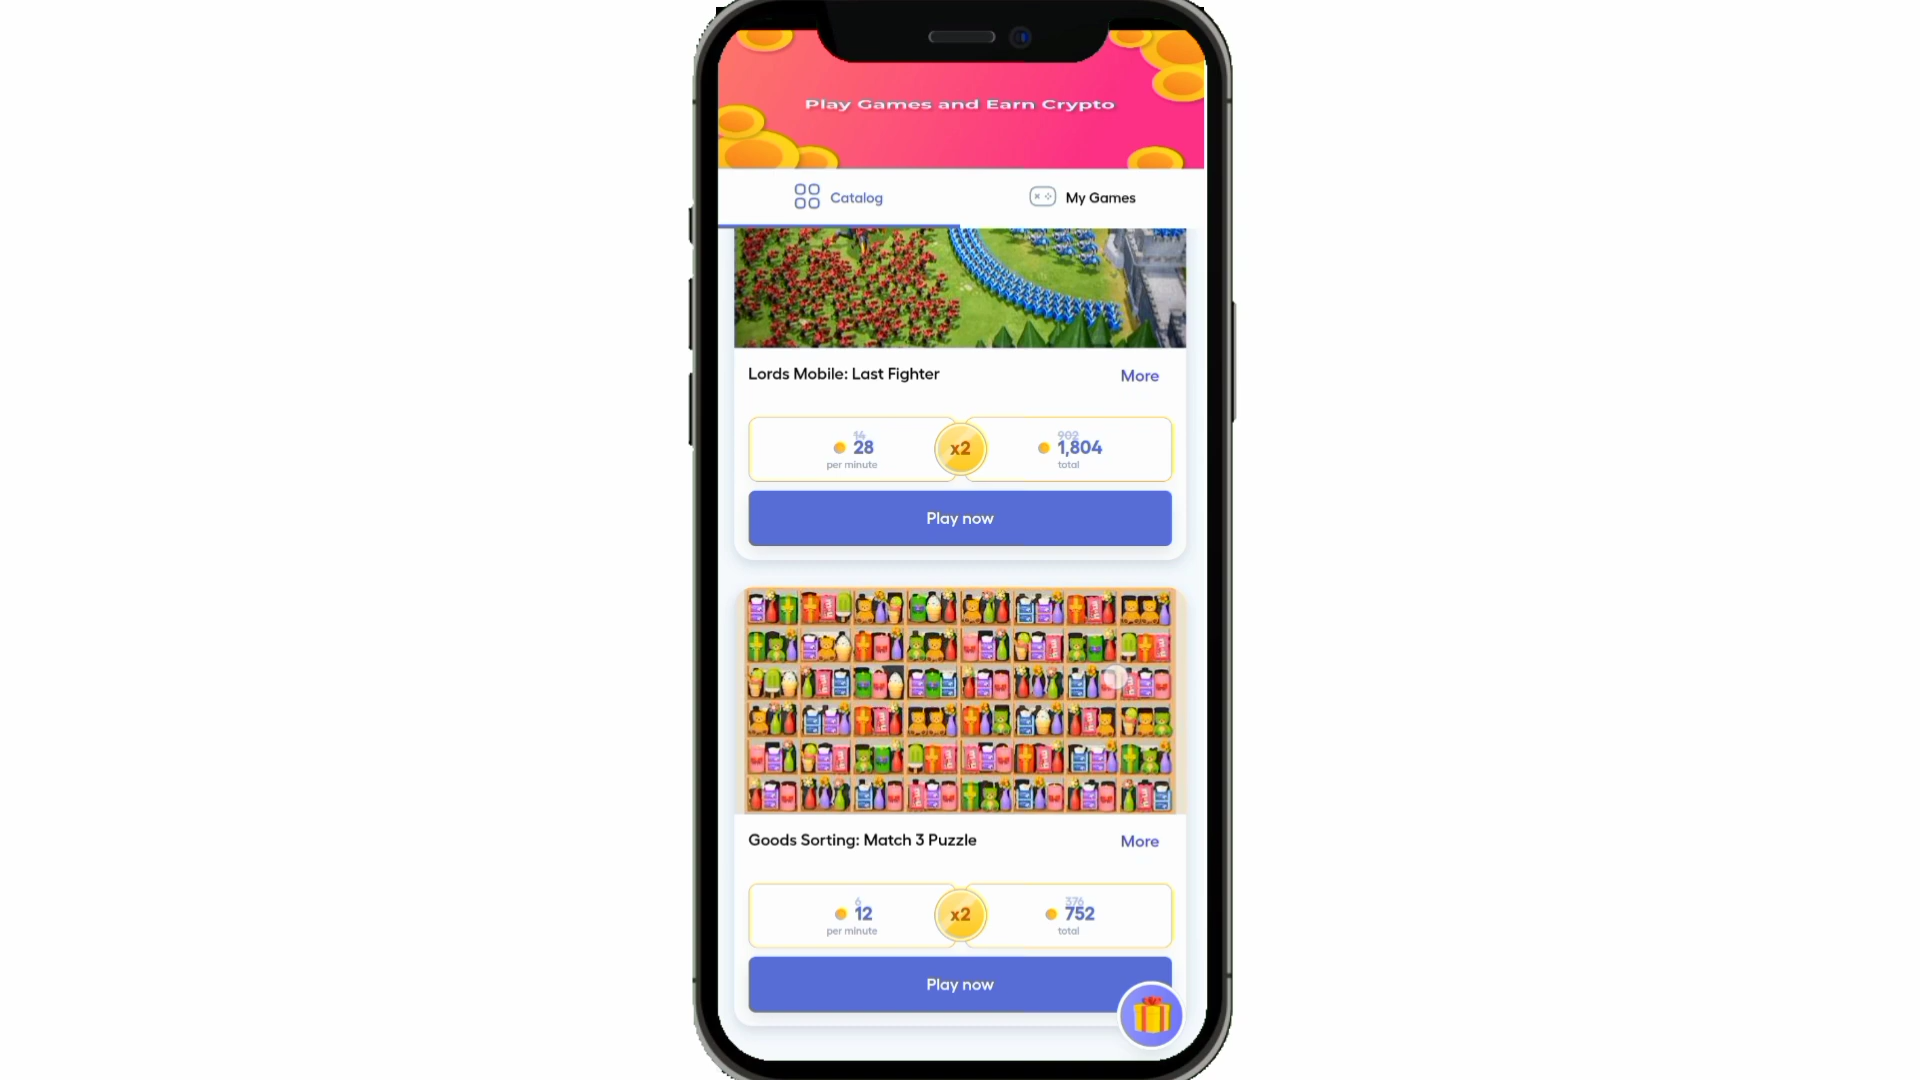 Play Games and Earn Crypto
Catalog
My Games
Lords Mobile: Last Fighter
More
14
28
per minute
x2
902
1,804
total
Play now
Goods Sorting: Match 3 Puzzle
More
6
12
per minute
x2
376
752
total
Play now